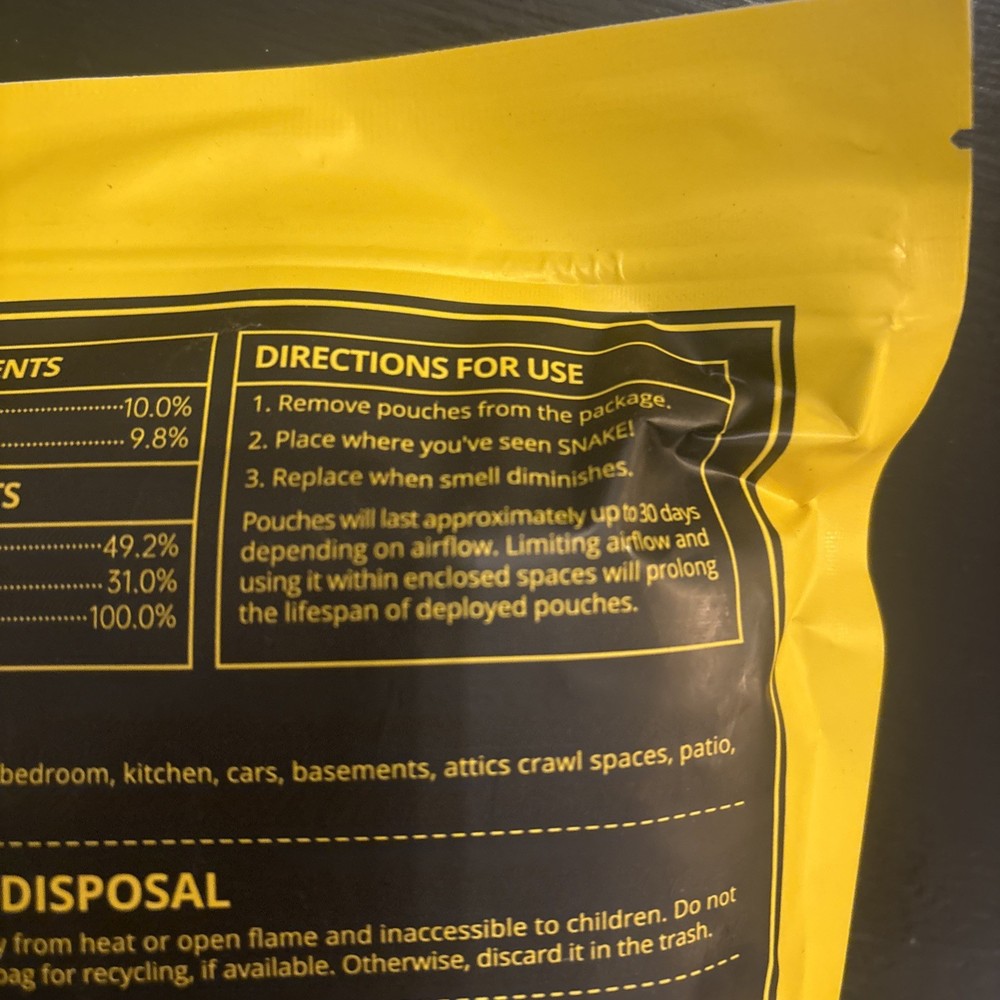 ENTS
10.0%
9.8%
TS
49.2%
31.0%
100.0%
DIRECTIONS FOR USE
1. Remove pouches from the package.
2. Place where you've seen SNAKE!
3. Replace when smell diminishes.
Pouches will last approximately up to 30 days
depending on airflow. Limiting airflow and
using it within enclosed spaces will prolong
the lifespan of deployed pouches.
bedroom, kitchen, cars, basements, attics crawl spaces, patio,
DISPOSAL
y from heat or open flame and inaccessible to children. Do not
bag for recycling, if available. Otherwise, discard it in the trash.